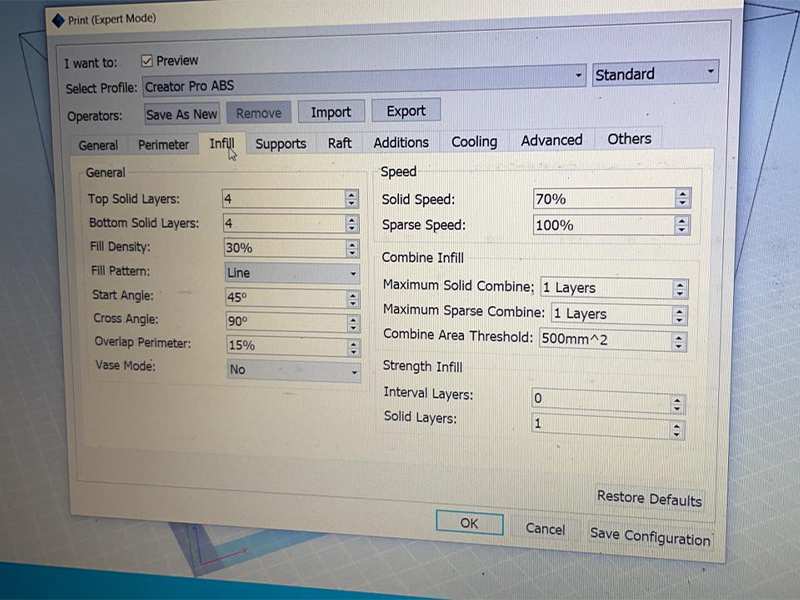 Print (Expert Mode)
I want to: Preview
Select Profile: Creator Pro ABS Standard
Operators: Save As New Remove Import Export
General Perimeter Infill Supports Raft Additions Cooling Advanced Others
General
Top Solid Layers: 4
Bottom Solid Layers: 4
Fill Density: 30%
Fill Pattern: Line
Start Angle: 45º
Cross Angle: 90º
Overlap Perimeter: 15%
Vase Mode: No
Speed
Solid Speed: 70%
Sparse Speed: 100%
Combine Infill
Maximum Solid Combine: 1 Layers
Maximum Sparse Combine: 1 Layers
Combine Area Threshold: 500mm^2
Strength Infill
Interval Layers: 0
Solid Layers: 1
Restore Defaults
OK Cancel Save Configuration